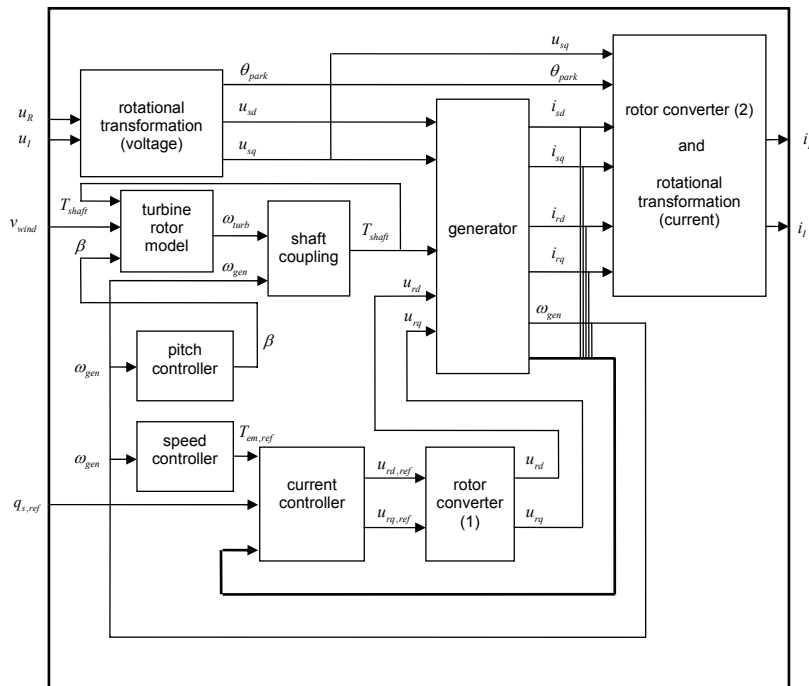 u_sq
θ_park
θ_park
rotational
transformation
(voltage)
u_R
u_I
u_sd
u_sq
i_sd
i_sq
i_rd
i_rq
ω_gen
rotor converter (2)
and
rotational
transformation
(current)
i_I
T_shaft
v_wind
β
turbine
rotor
model
ω_turb
ω_gen
shaft
coupling
T_shaft
generator
u_rd
u_rq
pitch
controller
β
ω_gen
speed
controller
T_em,ref
ω_gen
q_s,ref
current
controller
u_rd,ref
u_rq,ref
rotor
converter
(1)
u_rd
u_rq